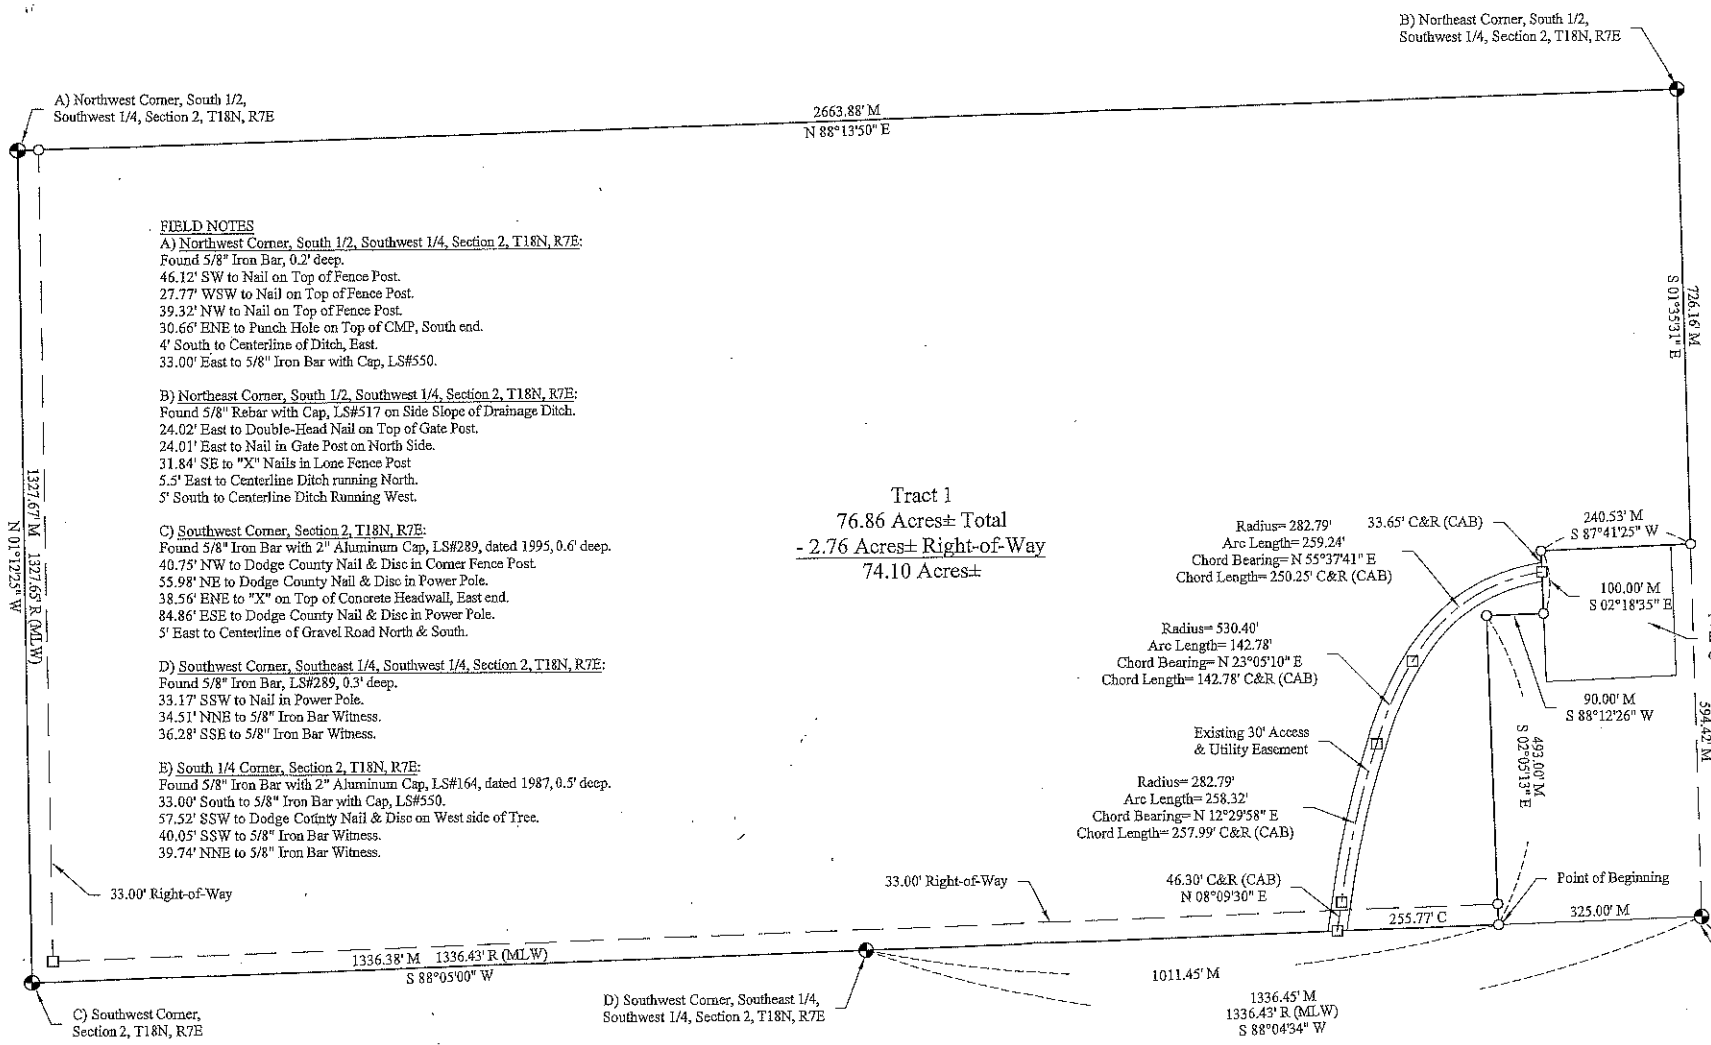 B) Northeast Corner, South 1/2,
Southwest 1/4, Section 2, T18N, R7E
A) Northwest Corner, South 1/2,
Southwest 1/4, Section 2, T18N, R7E
2663.88' M
N 88°13'50" E
FIELD NOTES
A) Northwest Corner, South 1/2, Southwest 1/4, Section 2, T18N, R7E:
Found 5/8" Iron Bar, 0.2' deep.
46.12' SW to Nail on Top of Fence Post.
27.77' WSW to Nail on Top of Fence Post.
39.32' NW to Nail on Top of Fence Post.
30.66' ENE to Punch Hole on Top of CMP, South end.
4' South to Centerline of Ditch, East.
33.00' East to 5/8" Iron Bar with Cap, LS#550.
B) Northeast Corner, South 1/2, Southwest 1/4, Section 2, T18N, R7E:
Found 5/8" Rebar with Cap, LS#517 on Side Slope of Drainage Ditch.
24.02' East to Double-Head Nail on Top of Gate Post.
24.01' East to Nail in Gate Post on North Side.
31.84' SE to "X" Nails in Lone Fence Post
5.5' East to Centerline Ditch running North.
5' South to Centerline Ditch Running West.
C) Southwest Corner, Section 2, T18N, R7E:
Found 5/8" Iron Bar with 2" Aluminum Cap, LS#289, dated 1995, 0.6' deep.
40.75' NW to Dodge County Nail & Disc in Corner Fence Post
55.98' NE to Dodge County Nail & Disc in Power Pole.
38.56' ENE to "X" on Top of Concrete Headwall, East end.
84.86' ESE to Dodge County Nail & Disc in Power Pole.
5' East to Centerline of Gravel Road North & South.
D) Southwest Corner, Southeast 1/4, Southwest 1/4, Section 2, T18N, R7E:
Found 5/8" Iron Bar, LS#289, 0.3' deep.
33.17' SSW to Nail in Power Pole.
34.51' NNE to 5/8" Iron Bar Witness.
36.28' SSE to 5/8" Iron Bar Witness.
E) South 1/4 Corner, Section 2, T18N, R7E:
Found 5/8" Iron Bar with 2" Aluminum Cap, LS#164, dated 1987, 0.5' deep.
33.00' South to 5/8" Iron Bar with Cap, LS#550.
57.52' SSW to Dodge County Nail & Disc on West side of Tree.
40.05' SSW to 5/8" Iron Bar Witness.
39.74' NNE to 5/8" Iron Bar Witness.
1327.67' M 1327.65' R (MLW)
N 01°12'25" W
33.00' Right-of-Way
Tract 1
76.86 Acres± Total
- 2.76 Acres± Right-of-Way
74.10 Acres±
726.16' M
S 01°35'31" E
Radius= 282.79'
Arc Length= 259.24'
Chord Bearing= N 55°37'41" E
Chord Length= 250.25' C&R (CAB)
33.65' C&R (CAB)
240.53' M
S 87°41'25" W
100.00' M
S 02°18'35" E
Radius= 530.40'
Arc Length= 142.78'
Chord Bearing= N 23°05'10" E
Chord Length= 142.78' C&R (CAB)
90.00' M
S 88°12'26" W
594.42' M
Existing 30' Access
& Utility Easement
493.00' M
S 02°05'13" E
Radius= 282.79'
Arc Length= 258.32'
Chord Bearing= N 12°29'58" E
Chord Length= 257.99' C&R (CAB)
33.00' Right-of-Way
46.30' C&R (CAB)
N 08°09'30" E
Point of Beginning
255.77' C
325.00' M
1336.38' M 1336.43' R (MLW)
S 88°05'00" W
1011.45' M
C) Southwest Corner,
Section 2, T18N, R7E
D) Southwest Corner, Southeast 1/4,
Southwest 1/4, Section 2, T18N, R7E
1336.45' M
1336.43' R (MLW)
S 88°04'34" W